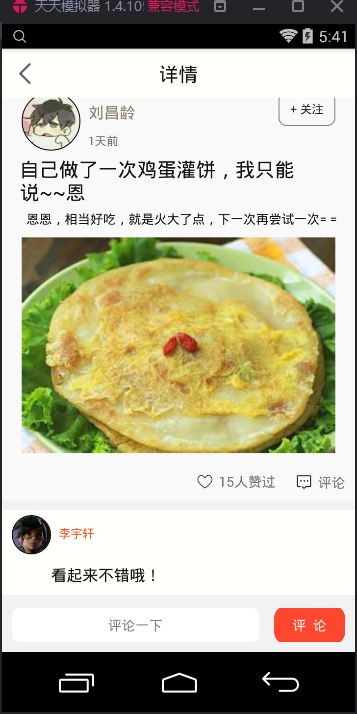 天天模拟器 1.4.10 兼容模式
5:41
详情
刘昌龄
+ 关注
1天前
自己做了一次鸡蛋灌饼，我只能
说~~恩
恩恩，相当好吃，就是火大了点，下一次再尝试一次= =
15人赞过
评论
李宇轩
看起来不错哦！
评论一下
评 论